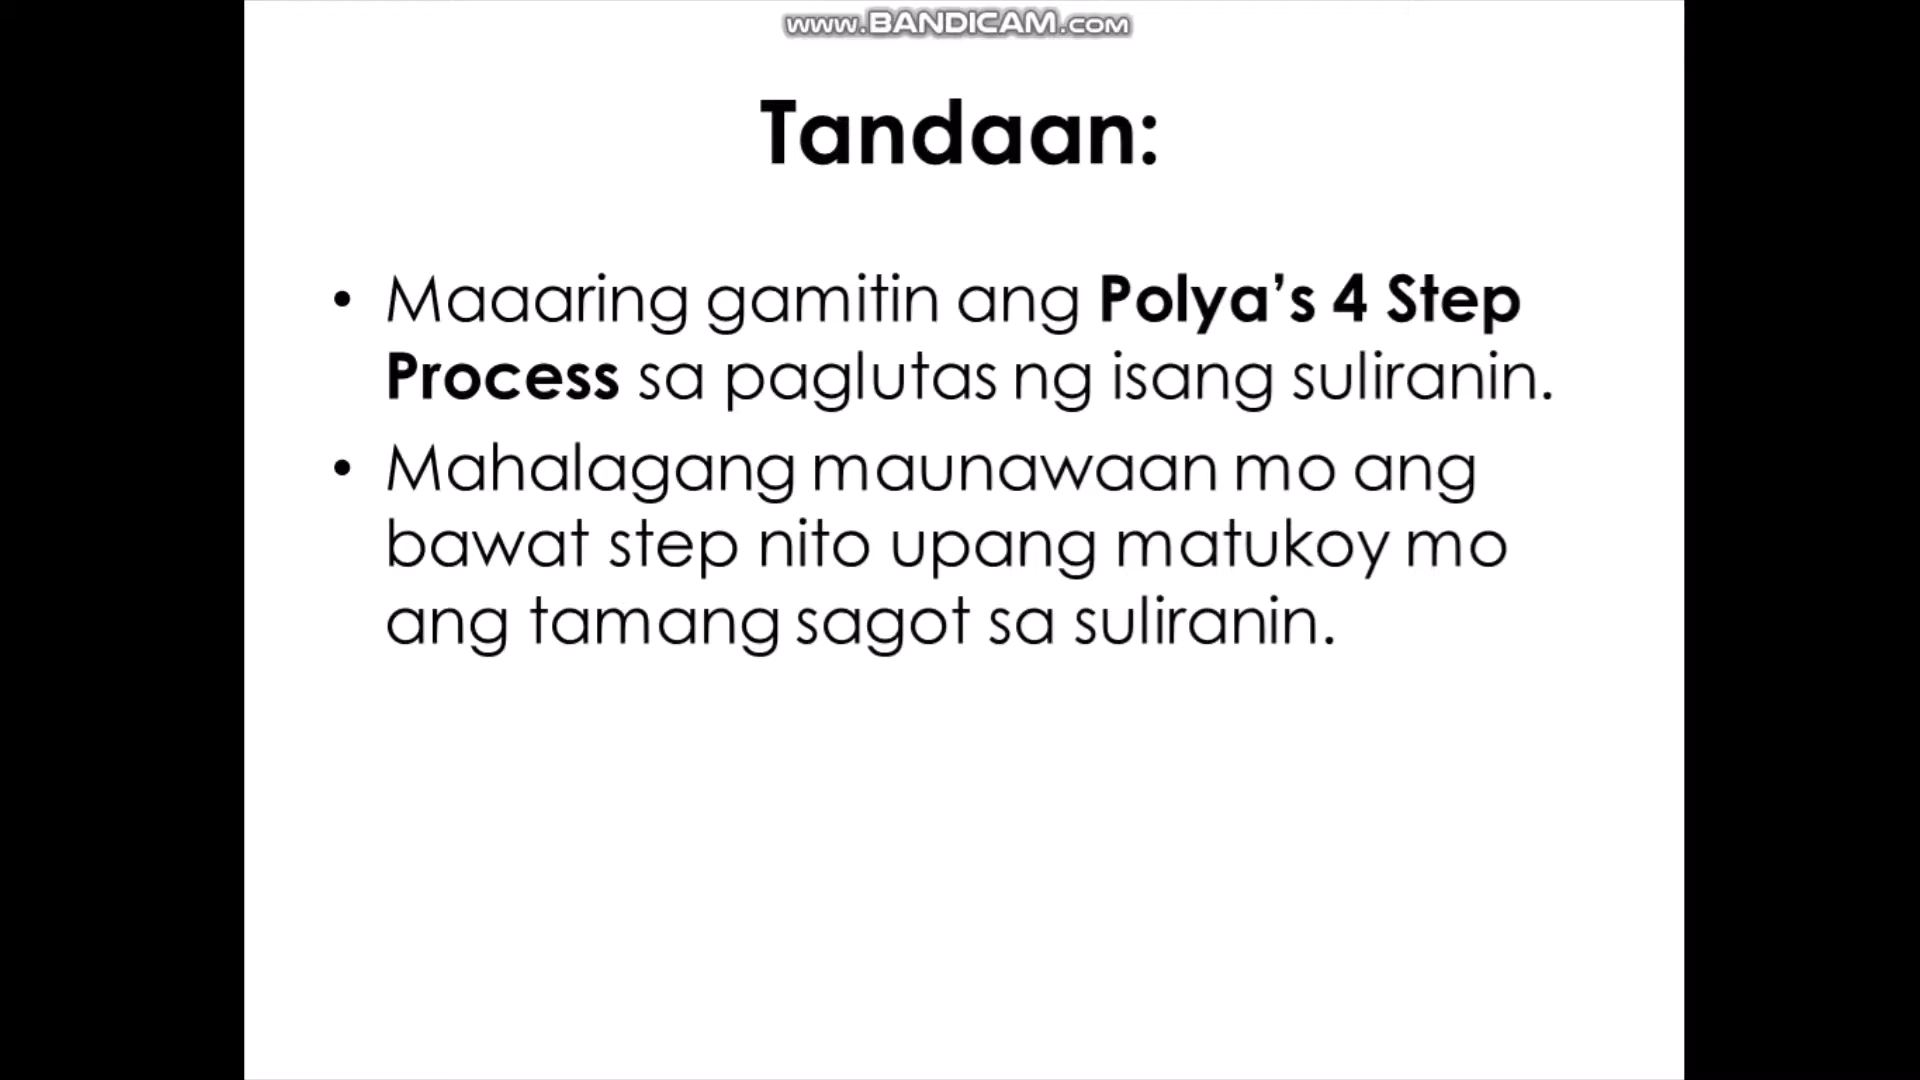 www.BANDICAM.com
Tandaan:
• Maaaring gamitin ang Polya’s 4 Step
Process sa paglutas ng isang suliranin.
• Mahalagang maunawaan mo ang
bawat step nito upang matukoy mo
ang tamang sagot sa suliranin.